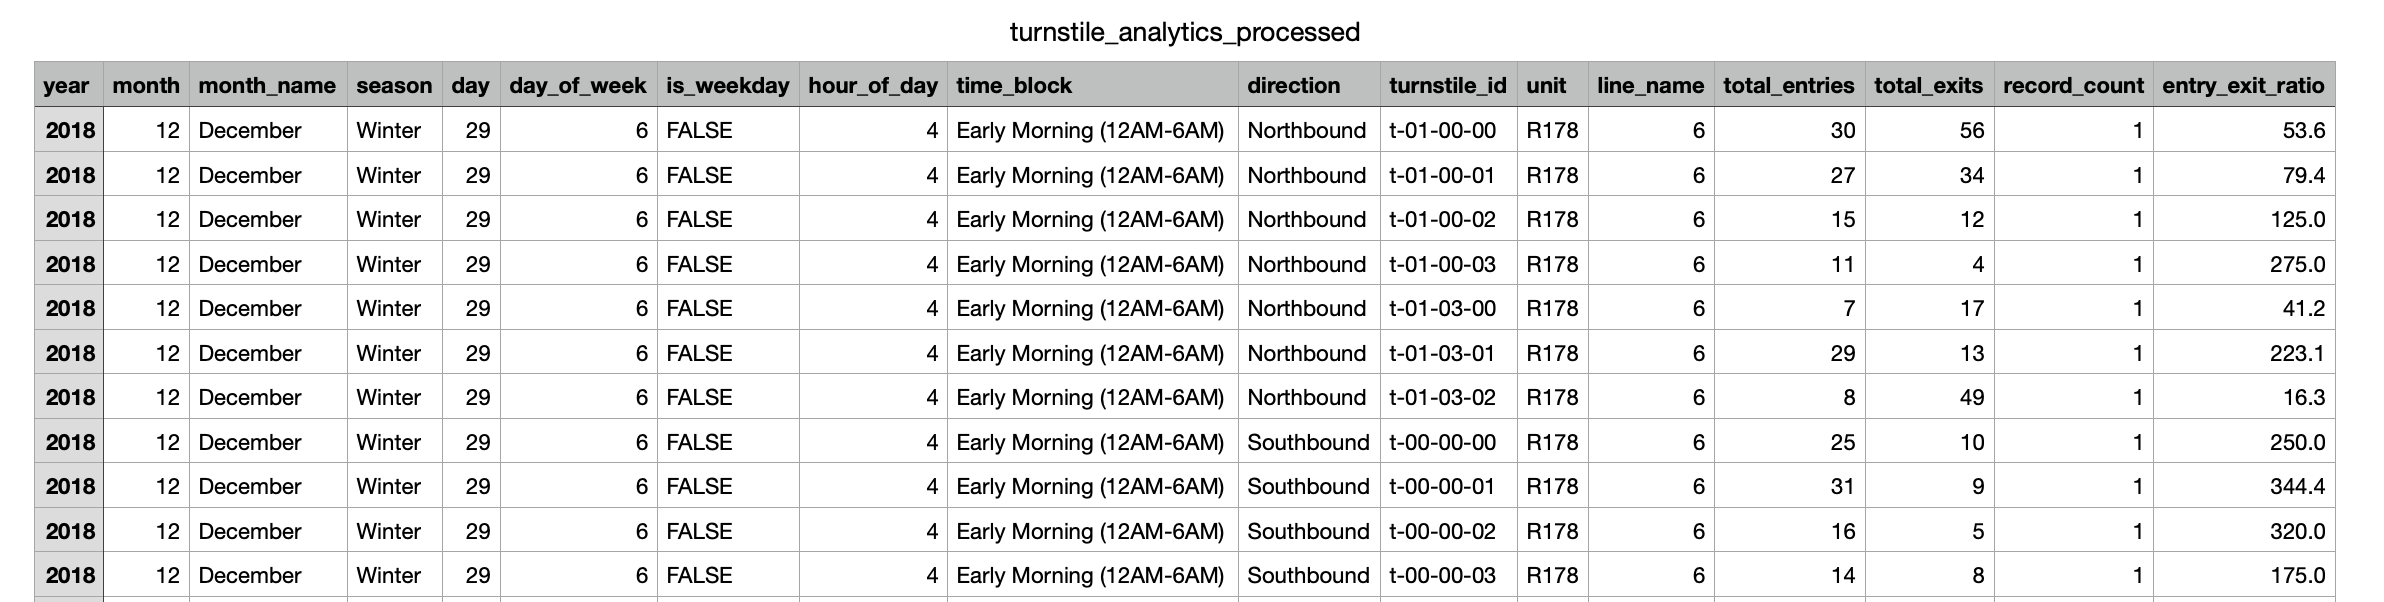 turnstile_analytics_processed
year month month_name season day day_of_week is_weekday hour_of_day time_block direction turnstile_id unit line_name total_entries total_exits record_count entry_exit_ratio
2018 12 December Winter 29 6 FALSE 4 Early Morning (12AM-6AM) Northbound t-01-00-00 R178 6 30 56 1 53.6
2018 12 December Winter 29 6 FALSE 4 Early Morning (12AM-6AM) Northbound t-01-00-01 R178 6 27 34 1 79.4
2018 12 December Winter 29 6 FALSE 4 Early Morning (12AM-6AM) Northbound t-01-00-02 R178 6 15 12 1 125.0
2018 12 December Winter 29 6 FALSE 4 Early Morning (12AM-6AM) Northbound t-01-00-03 R178 6 11 4 1 275.0
2018 12 December Winter 29 6 FALSE 4 Early Morning (12AM-6AM) Northbound t-01-03-00 R178 6 7 17 1 41.2
2018 12 December Winter 29 6 FALSE 4 Early Morning (12AM-6AM) Northbound t-01-03-01 R178 6 29 13 1 223.1
2018 12 December Winter 29 6 FALSE 4 Early Morning (12AM-6AM) Northbound t-01-03-02 R178 6 8 49 1 16.3
2018 12 December Winter 29 6 FALSE 4 Early Morning (12AM-6AM) Southbound t-00-00-00 R178 6 25 10 1 250.0
2018 12 December Winter 29 6 FALSE 4 Early Morning (12AM-6AM) Southbound t-00-00-01 R178 6 31 9 1 344.4
2018 12 December Winter 29 6 FALSE 4 Early Morning (12AM-6AM) Southbound t-00-00-02 R178 6 16 5 1 320.0
2018 12 December Winter 29 6 FALSE 4 Early Morning (12AM-6AM) Southbound t-00-00-03 R178 6 14 8 1 175.0